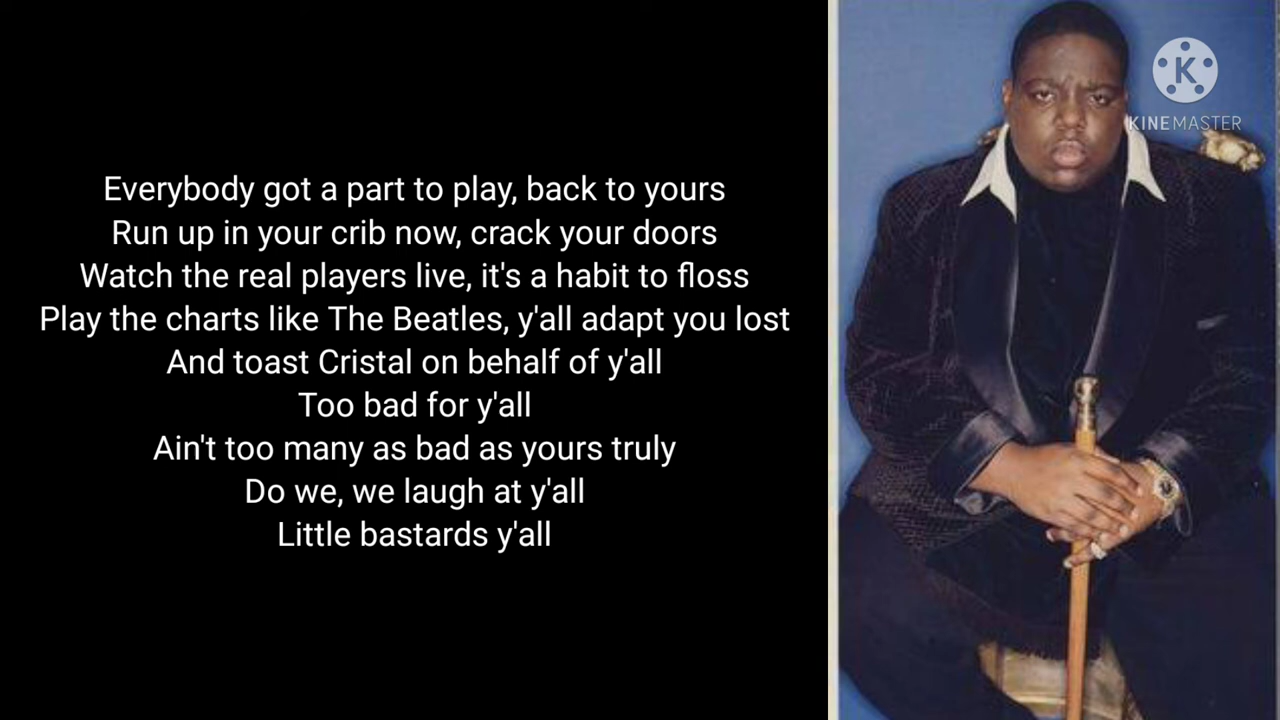 Everybody got a part to play, back to yours
Run up in your crib now, crack your doors
Watch the real players live, it's a habit to floss
Play the charts like The Beatles, y'all adapt you lost
And toast Cristal on behalf of y'all
Too bad for y'all
Ain't too many as bad as yours truly
Do we, we laugh at y'all
Little bastards y'all
K
KINEMASTER